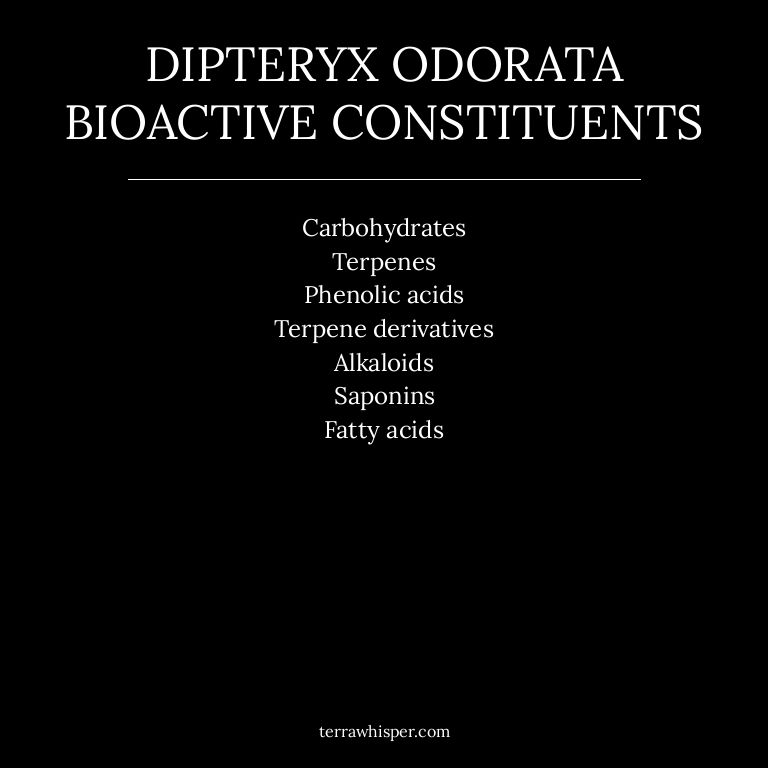 DIPTERYX ODORATA
BIOACTIVE CONSTITUENTS
Carbohydrates
Terpenes
Phenolic acids
Terpene derivatives
Alkaloids
Saponins
Fatty acids
terrawhisper.com